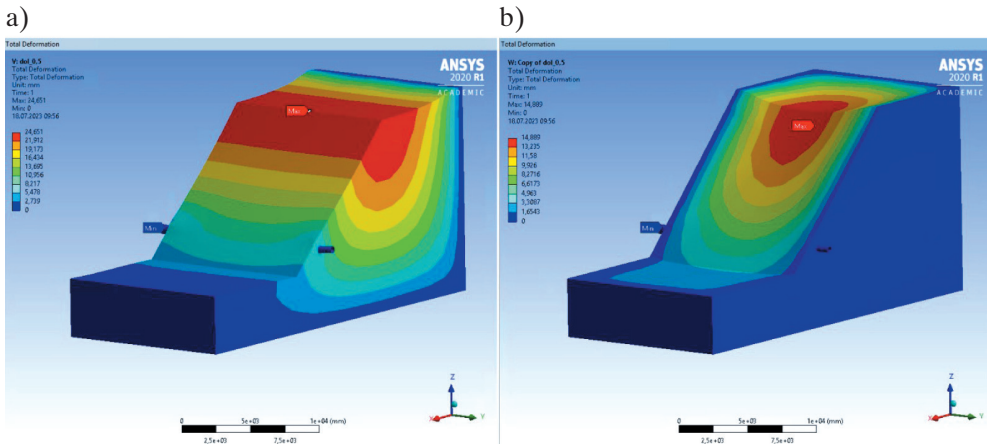 a)
Total Deformation
V: dol_0,5
Total Deformation
Type: Total Deformation
Unit: mm
Time: 1
Max: 24,651
Min: 0
18.07.2023 09:56
24,651
21,912
19,173
16,434
13,695
10,956
8,217
5,478
2,739
0
ANSYS
2020 R1
ACADEMIC
Max
Min
0
5e+03
1e+04 (mm)
2,5e+03
7,5e+03
Z
X
Y
b)
Total Deformation
W: Copy of dol_0,5
Total Deformation
Type: Total Deformation
Unit: mm
Time: 1
Max: 14,889
Min: 0
18.07.2023 09:56
14,889
13,235
11,58
9,926
8,2716
6,6173
4,963
3,3087
1,6543
0
ANSYS
2020 R1
ACADEMIC
Max
Min
0
5e+03
1e+04 (mm)
2,5e+03
7,5e+03
Z
X
Y